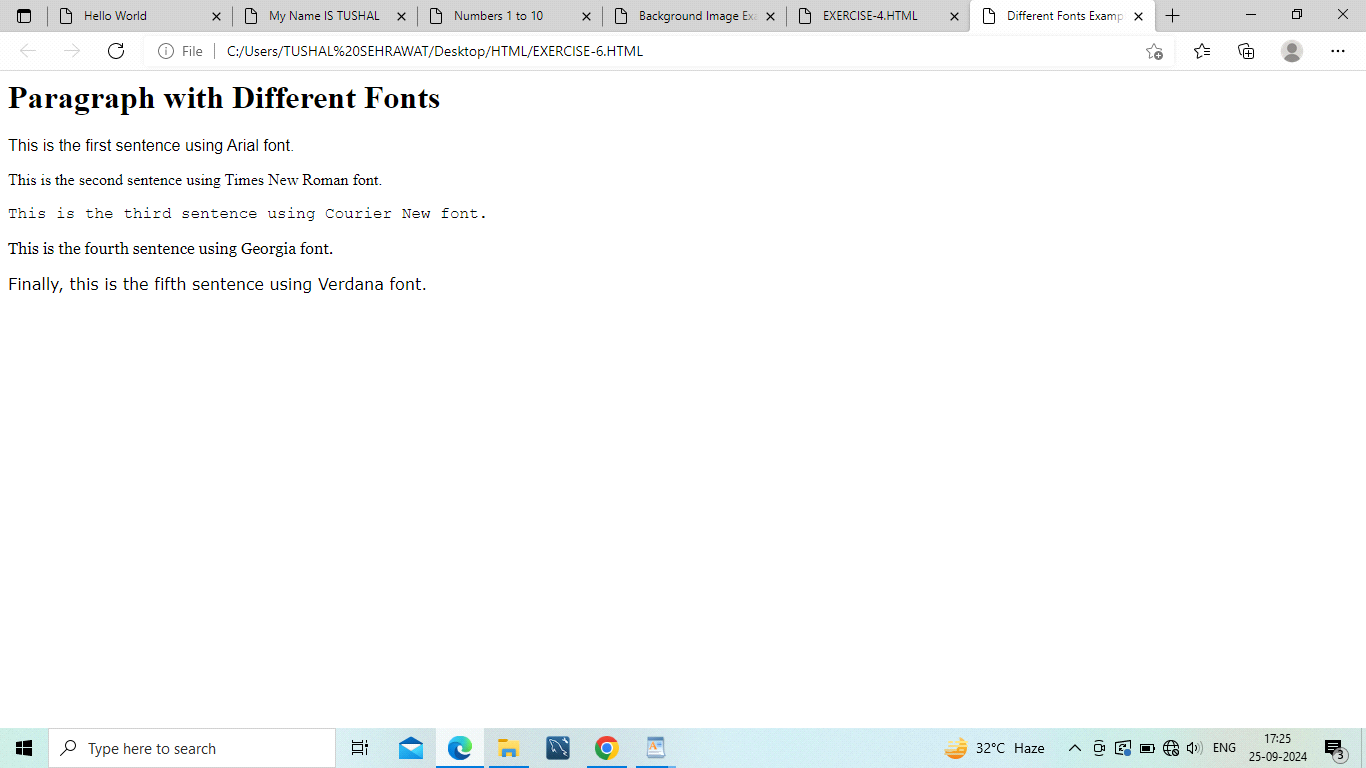 Hello World
My Name IS TUSHAL
Numbers 1 to 10
Background Image Exa
EXERCISE-4.HTML
Different Fonts Examp
File
C:/Users/TUSHAL%20SEHRAWAT/Desktop/HTML/EXERCISE-6.HTML
Paragraph with Different Fonts
This is the first sentence using Arial font.
This is the second sentence using Times New Roman font.
This is the third sentence using Courier New font.
This is the fourth sentence using Georgia font.
Finally, this is the fifth sentence using Verdana font.
Type here to search
32°C Haze
ENG
17:25
25-09-2024
3